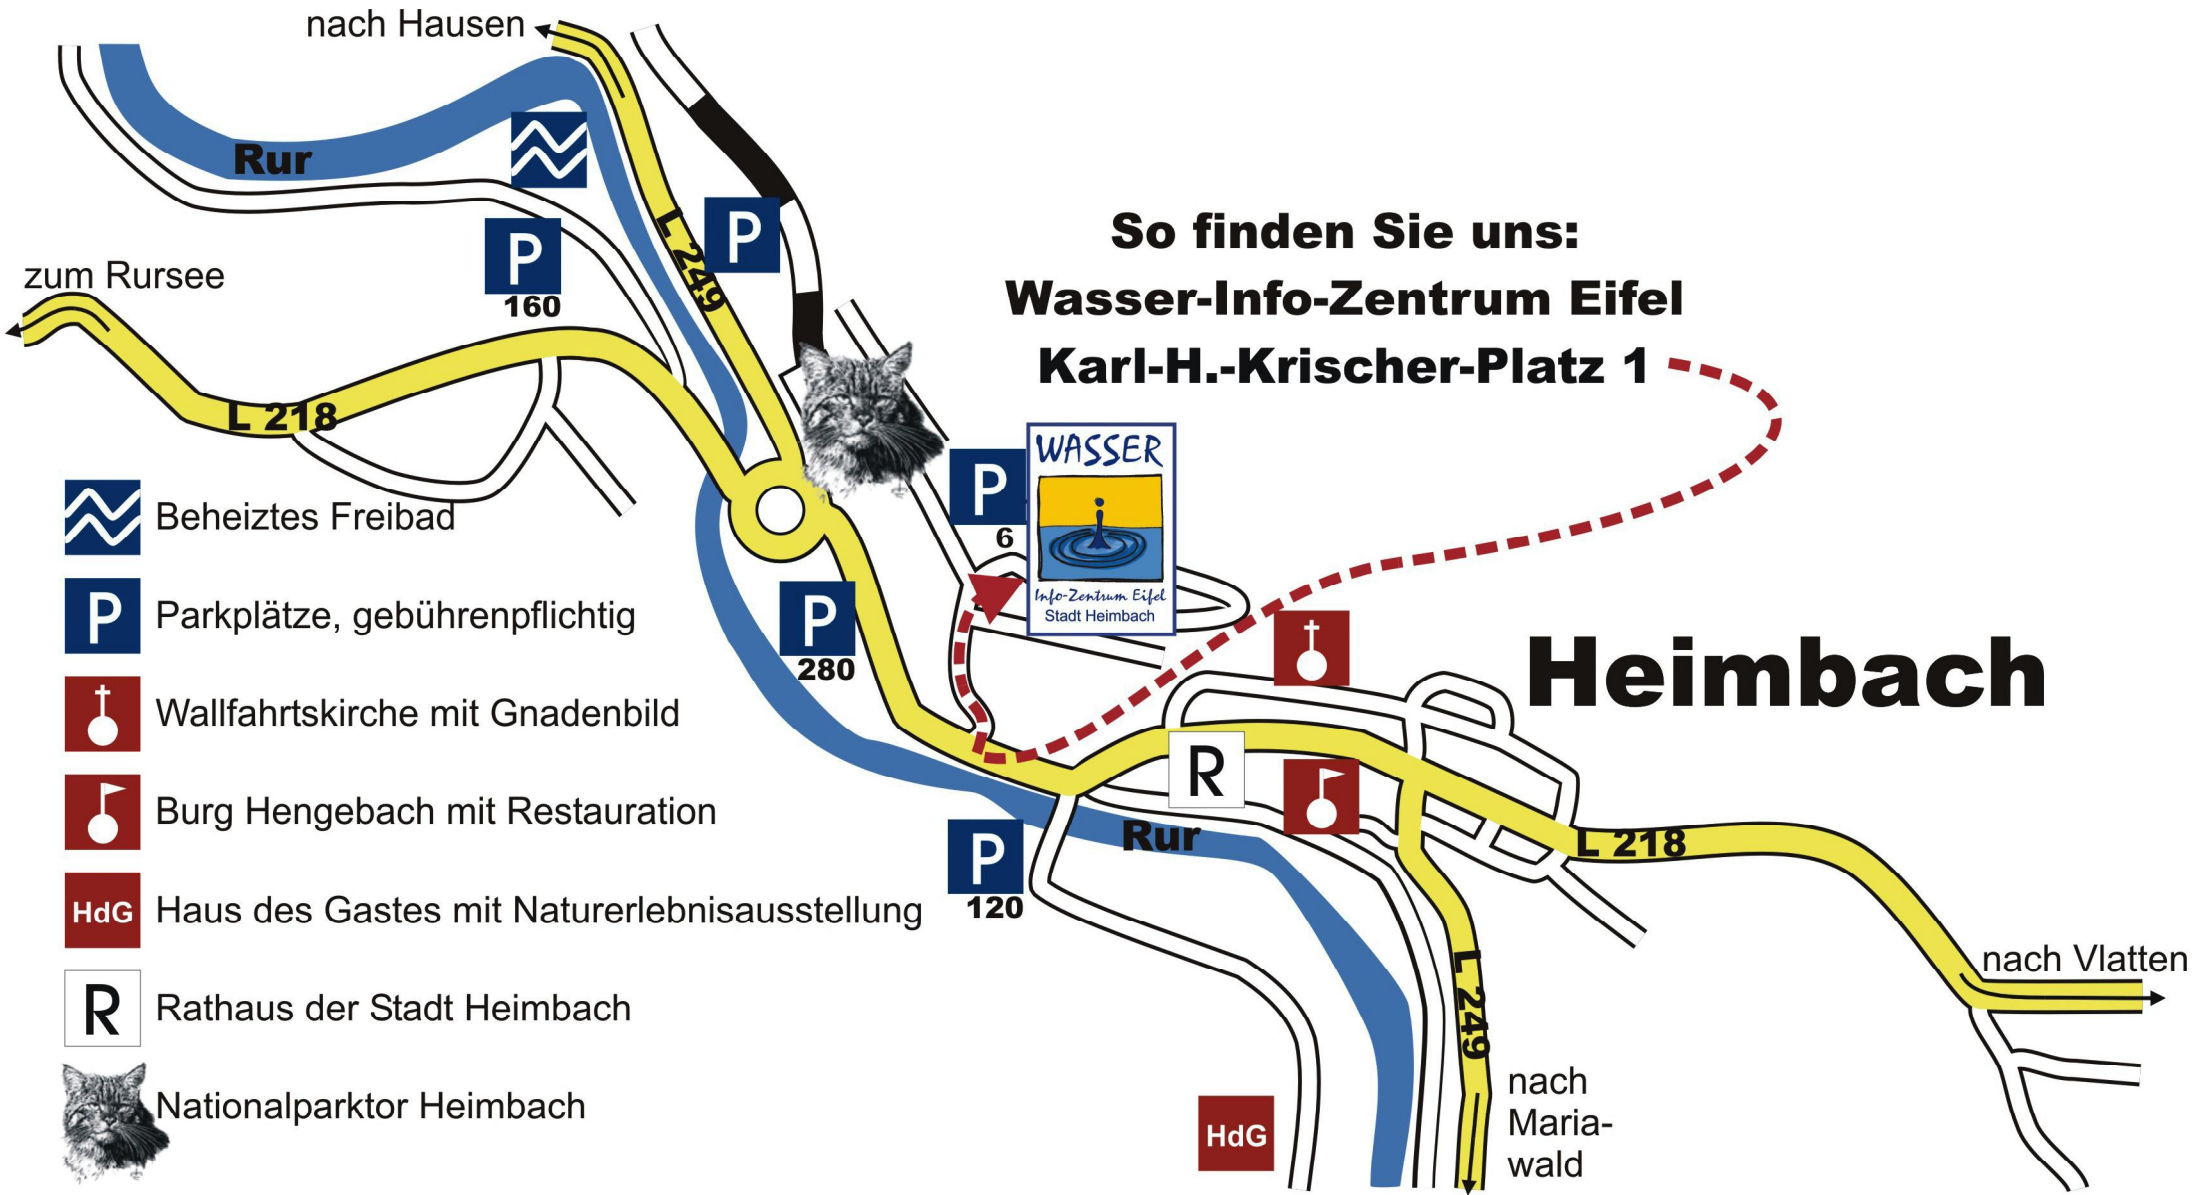 nach Hausen
Rur
L 249
P
P
160
zum Rursee
L 218
So finden Sie uns:
Wasser-Info-Zentrum Eifel
Karl-H.-Krischer-Platz 1
P
6
WASSER
Info-Zentrum Eifel
Stadt Heimbach
P
280
Heimbach
R
Rur
L 218
P
120
L 249
nach Vlatten
nach
Maria-
wald
HdG
Beheiztes Freibad
P Parkplätze, gebührenpflichtig
Wallfahrtskirche mit Gnadenbild
Burg Hengebach mit Restauration
HdG Haus des Gastes mit Naturerlebnisausstellung
R Rathaus der Stadt Heimbach
Nationalparktor Heimbach